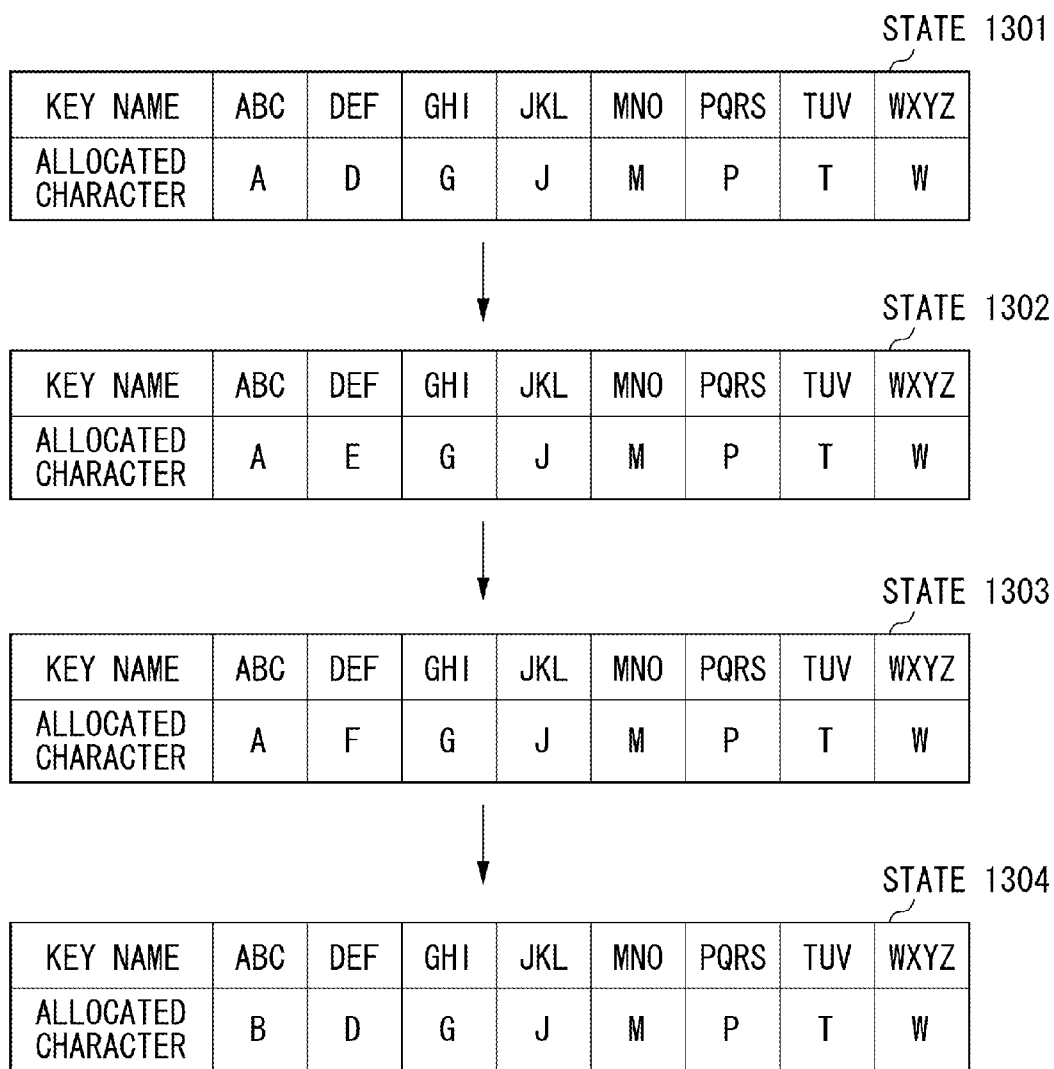 STATE 1301
KEY NAME ABC DEF GHI JKL MNO PQRS TUV WXYZ
ALLOCATED
CHARACTER A D G J M P T W
STATE 1302
KEY NAME ABC DEF GHI JKL MNO PQRS TUV WXYZ
ALLOCATED
CHARACTER A E G J M P T W
STATE 1303
KEY NAME ABC DEF GHI JKL MNO PQRS TUV WXYZ
ALLOCATED
CHARACTER A F G J M P T W
STATE 1304
KEY NAME ABC DEF GHI JKL MNO PQRS TUV WXYZ
ALLOCATED
CHARACTER B D G J M P T W